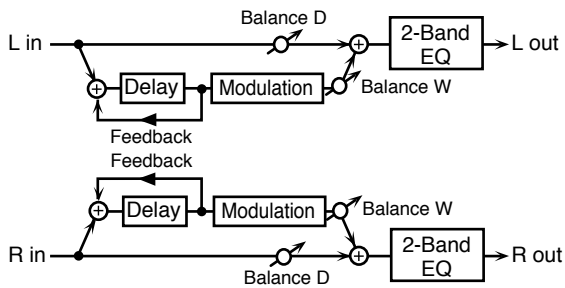 Balance D
L in
2-Band
EQ
L out
Delay
Modulation
Balance W
Feedback
Feedback
Delay
Modulation
Balance W
R in
2-Band
EQ
R out
Balance D